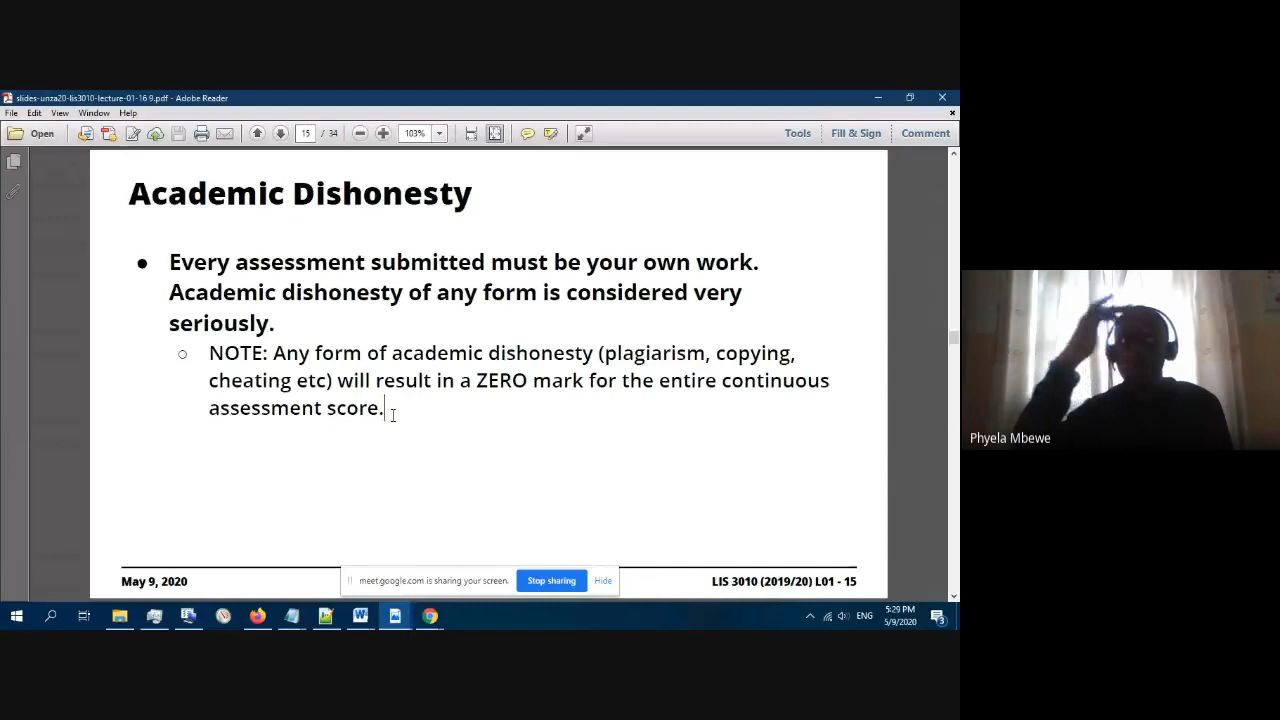 slides-unza20-lis3010-lecture-01-16 9.pdf - Adobe Reader
File Edit View Window Help
Open 15 / 34 103% Tools Fill & Sign Comment
Academic Dishonesty
● Every assessment submitted must be your own work.
Academic dishonesty of any form is considered very
seriously.
○ NOTE: Any form of academic dishonesty (plagiarism, copying,
cheating etc) will result in a ZERO mark for the entire continuous
assessment score.
Phyela Mbewe
May 9, 2020 LIS 3010 (2019/20) L01 - 15
meet.google.com is sharing your screen. Stop sharing Hide
ENG 5:29 PM
5/9/2020 3